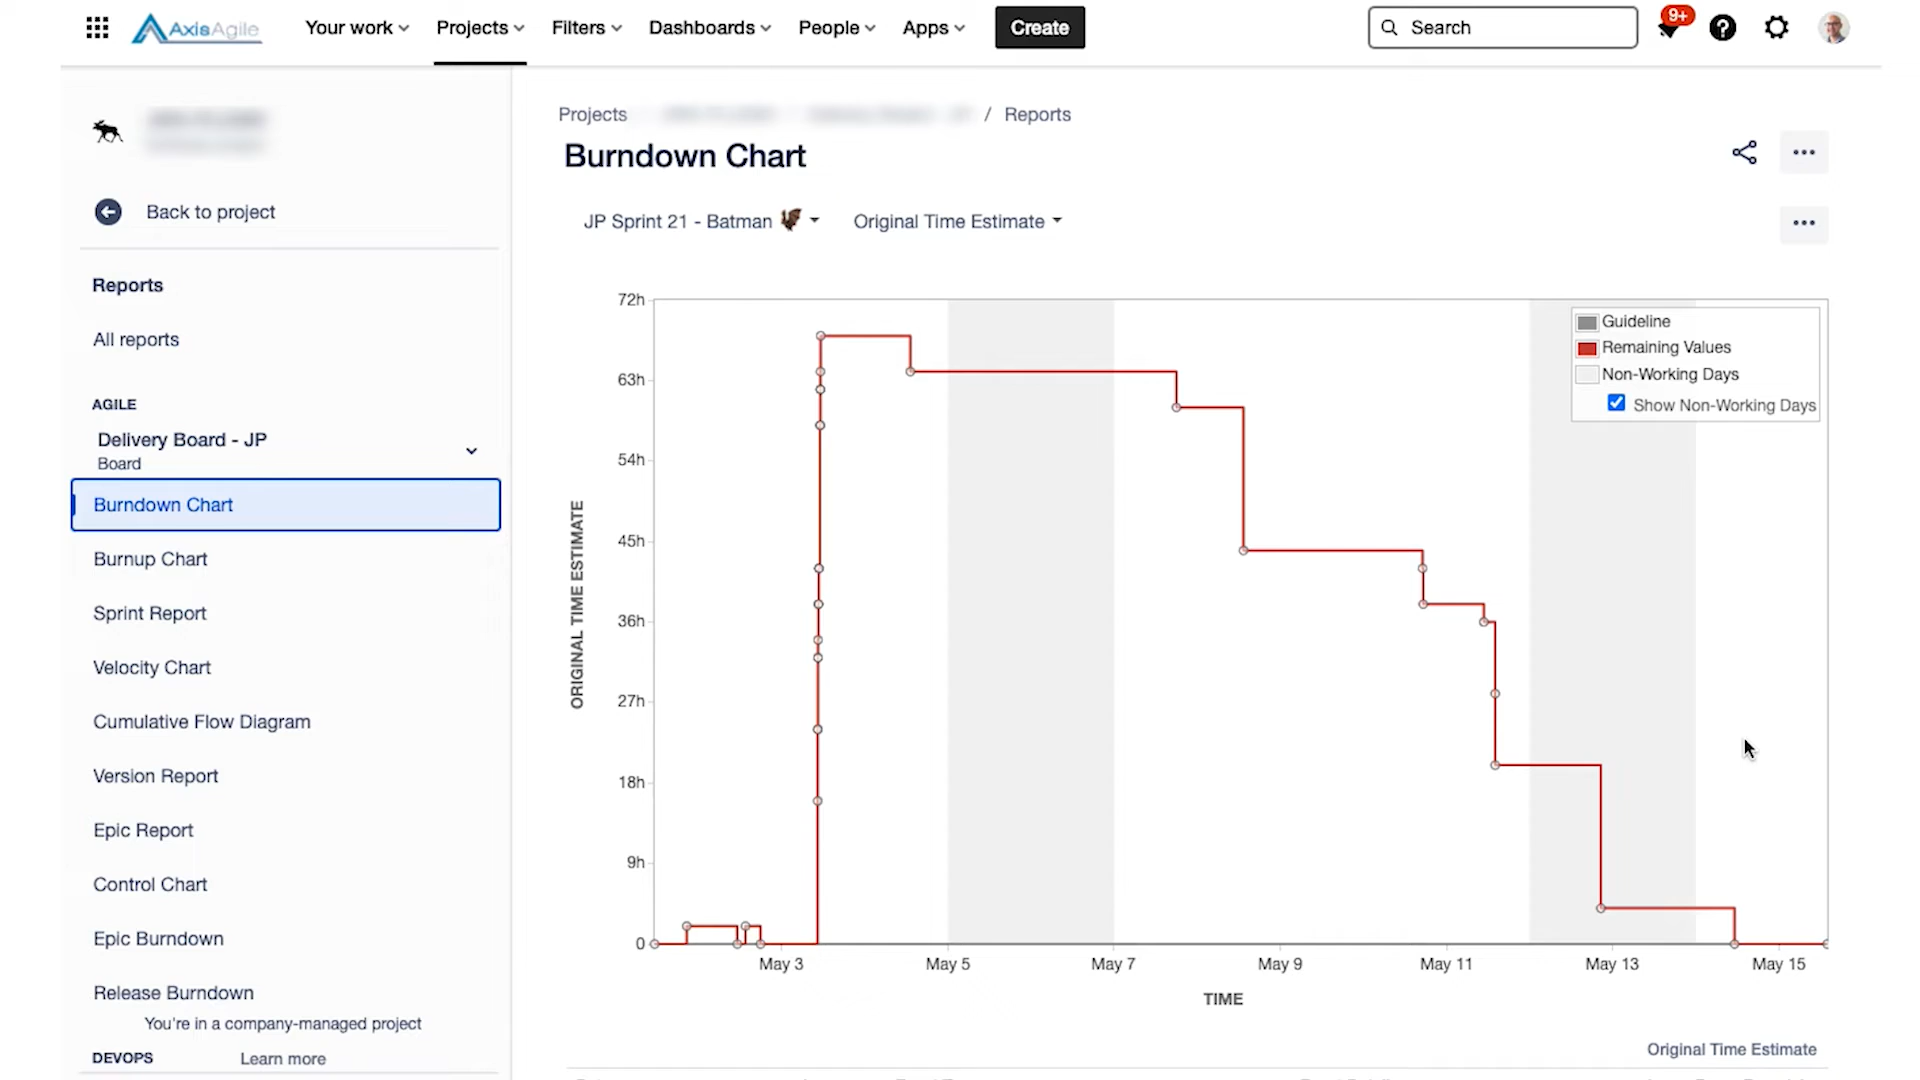 AxisAgile
Your work
Projects
Filters
Dashboards
People
Apps
Create
Search
9+
Projects
/ Reports
Burndown Chart
Back to project
JP Sprint 21 - Batman
Original Time Estimate
Reports
All reports
AGILE
Delivery Board - JP
Board
Burndown Chart
Burnup Chart
Sprint Report
Velocity Chart
Cumulative Flow Diagram
Version Report
Epic Report
Control Chart
Epic Burndown
Release Burndown
You're in a company-managed project
DEVOPS
Learn more
ORIGINAL TIME ESTIMATE
72h
63h
54h
45h
36h
27h
18h
9h
0
Guideline
Remaining Values
Non-Working Days
Show Non-Working Days
May 3
May 5
May 7
May 9
May 11
May 13
May 15
TIME
Original Time Estimate